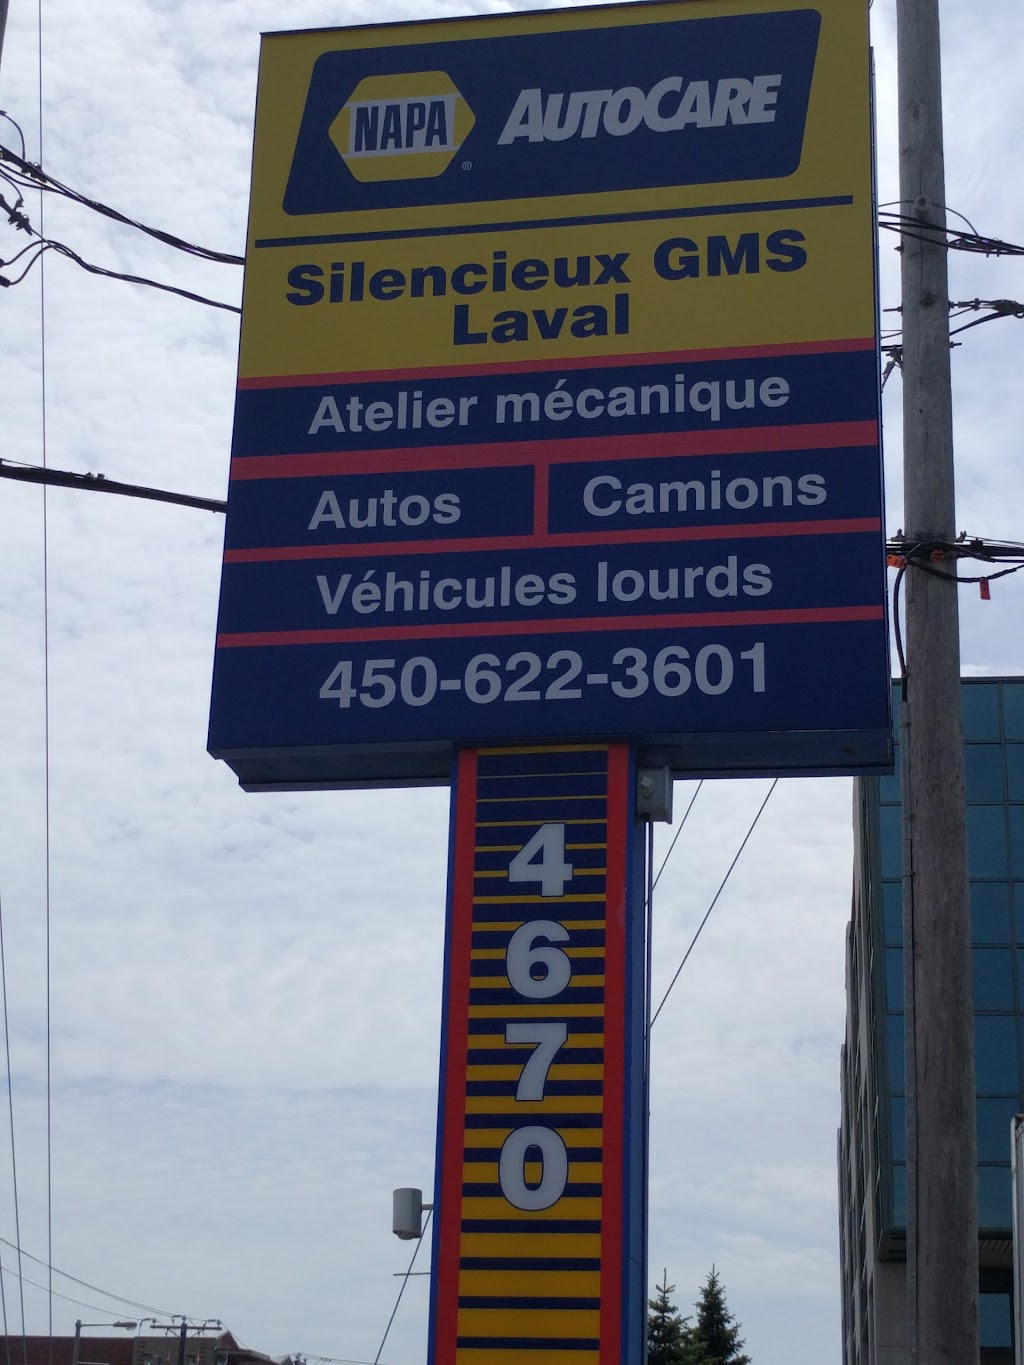 NAPA AUTOCARE
®
Silencieux GMS
Laval
Atelier mécanique
Autos Camions
Véhicules lourds
450-622-3601
4
6
7
0